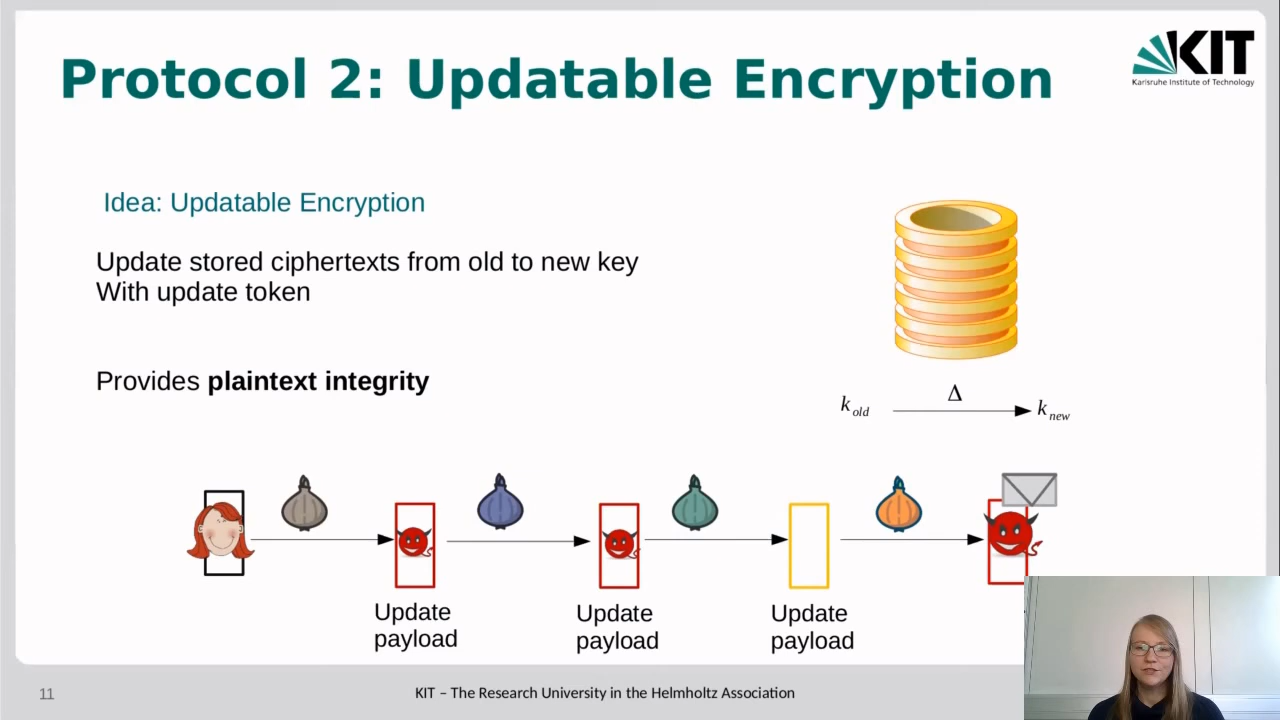 Protocol 2: Updatable Encryption
KIT
Karlsruhe Institute of Technology
Idea: Updatable Encryption
Update stored ciphertexts from old to new key
With update token
Provides plaintext integrity
k old Δ k new
Update payload
Update payload
Update payload
11
KIT – The Research University in the Helmholtz Association